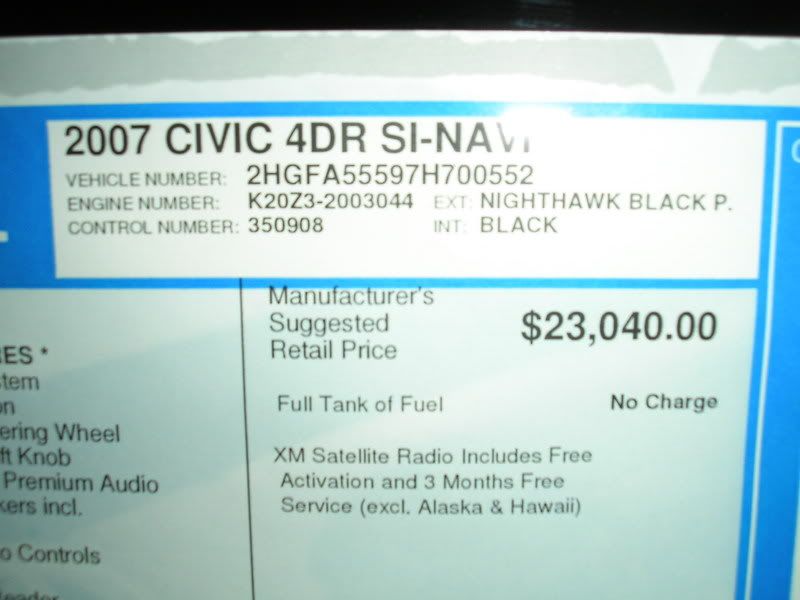 2007 CIVIC 4DR SI-NAVI
VEHICLE NUMBER: 2HGFA55597H700552
ENGINE NUMBER: K20Z3-2003044 EXT: NIGHTHAWK BLACK P.
CONTROL NUMBER: 350908 INT: BLACK
Manufacturer's
Suggested
Retail Price
$23,040.00
Full Tank of Fuel No Charge
XM Satellite Radio Includes Free
Activation and 3 Months Free
Service (excl. Alaska & Hawaii)
ES *
stem
on
ering Wheel
ft Knob
Premium Audio
kers incl.
o Controls